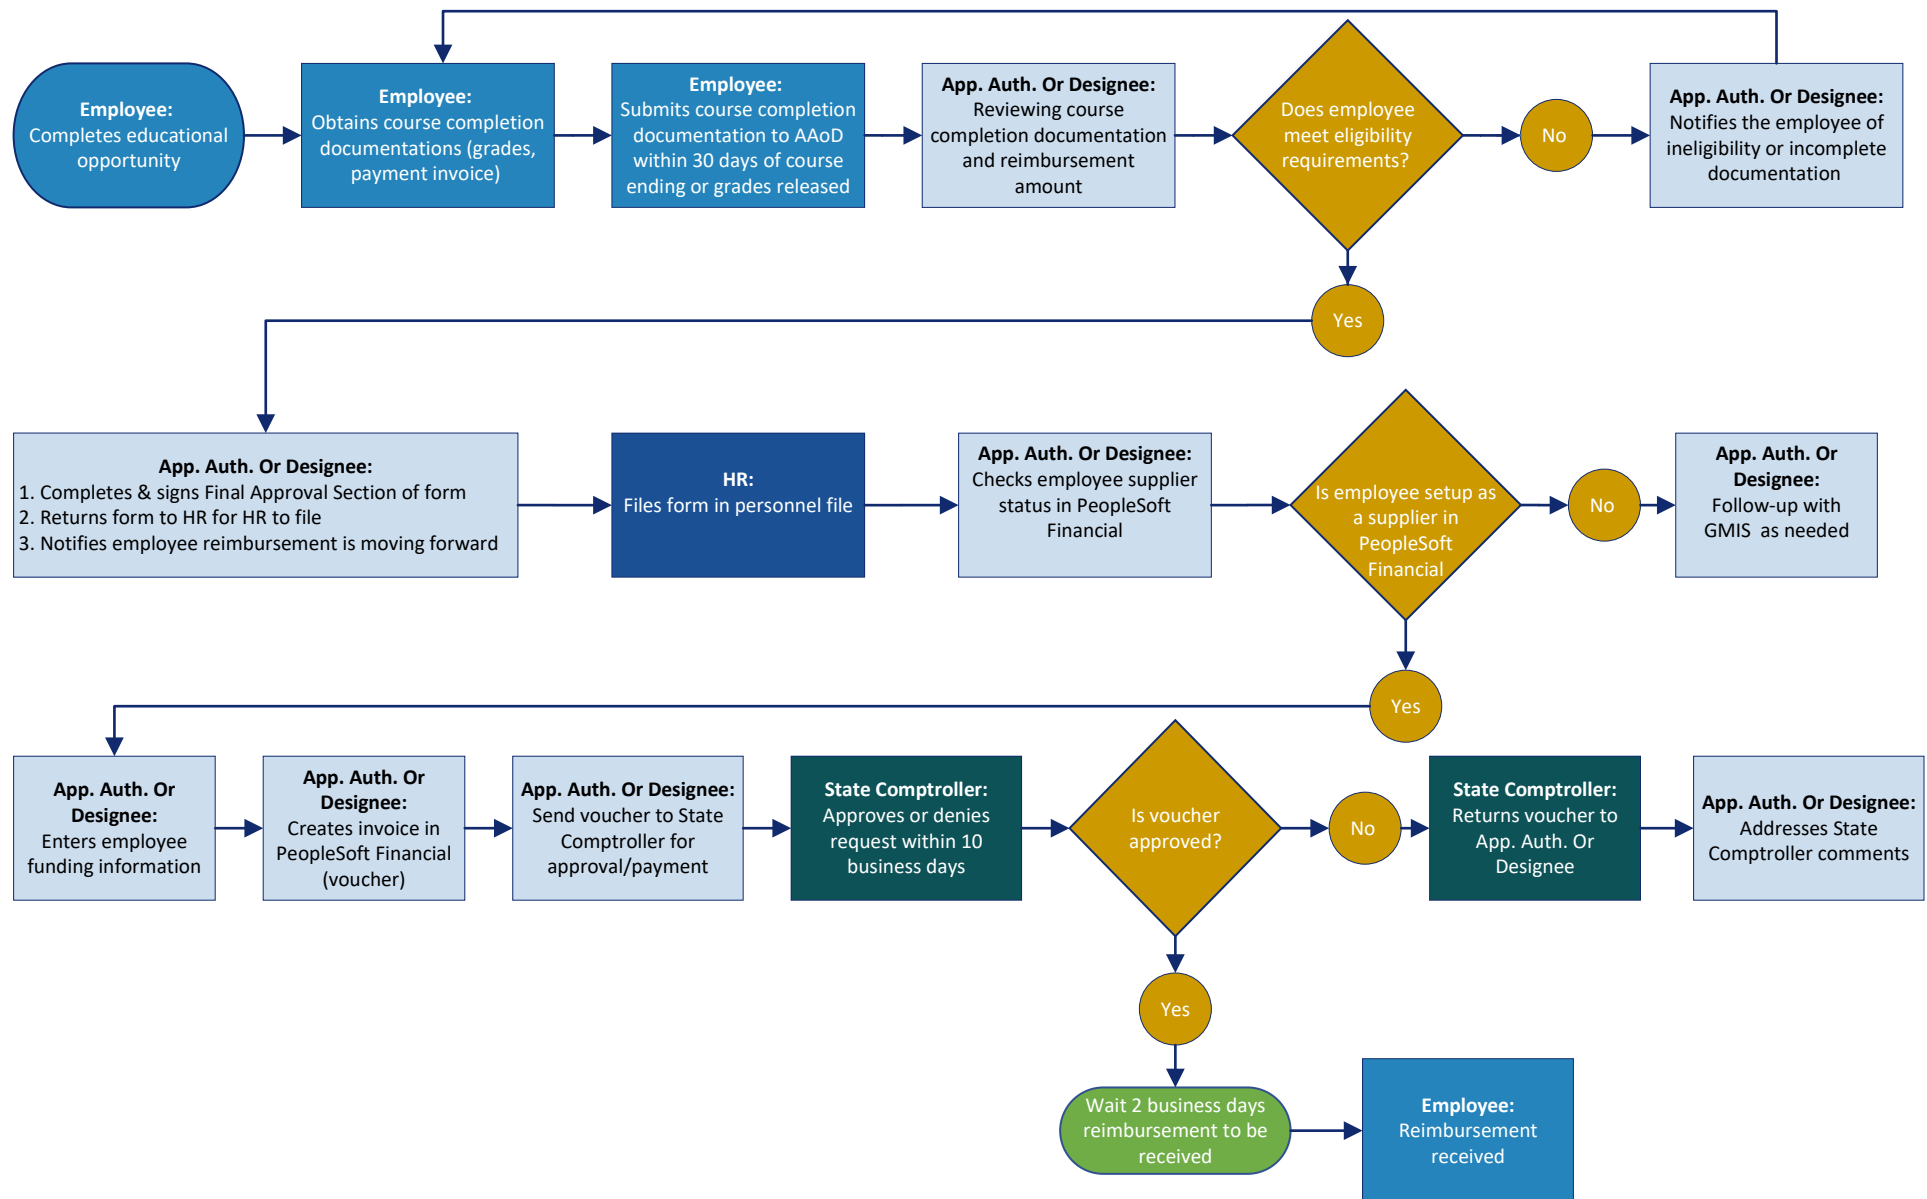 Employee:
Completes educational
opportunity
Employee:
Obtains course completion
documentations (grades,
payment invoice)
Employee:
Submits course completion
documentation to AAoD
within 30 days of course
ending or grades released
App. Auth. Or Designee:
Reviewing course
completion documentation
and reimbursement
amount
Does employee
meet eligibility
requirements?
No
App. Auth. Or Designee:
Notifies the employee of
ineligibility or incomplete
documentation
Yes
App. Auth. Or Designee:
1. Completes & signs Final Approval Section of form
2. Returns form to HR for HR to file
3. Notifies employee reimbursement is moving forward
HR:
Files form in personnel file
App. Auth. Or Designee:
Checks employee supplier
status in PeopleSoft
Financial
Is employee setup as
a supplier in
PeopleSoft
Financial
No
App. Auth. Or
Designee:
Follow-up with
GMIS  as needed
Yes
App. Auth. Or
Designee:
Enters employee
funding information
App. Auth. Or
Designee:
Creates invoice in
PeopleSoft Financial
(voucher)
App. Auth. Or Designee:
Send voucher to State
Comptroller for
approval/payment
State Comptroller:
Approves or denies
request within 10
business days
Is voucher
approved?
No
State Comptroller:
Returns voucher to
App. Auth. Or
Designee
App. Auth. Or Designee:
Addresses State
Comptroller comments
Yes
Wait 2 business days
reimbursement to be
received
Employee:
Reimbursement
received